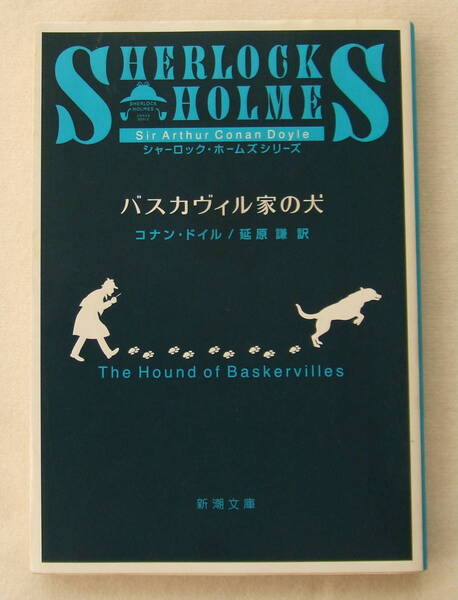 SHERLOCK
HOLMES
SHERLOCK
HOLMES
Sir Arthur Conan Doyle
シャーロック・ホームズシリーズ
バスカヴィル家の犬
コナン・ドイル/延原謙 訳
The Hound of Baskervilles
新潮文庫